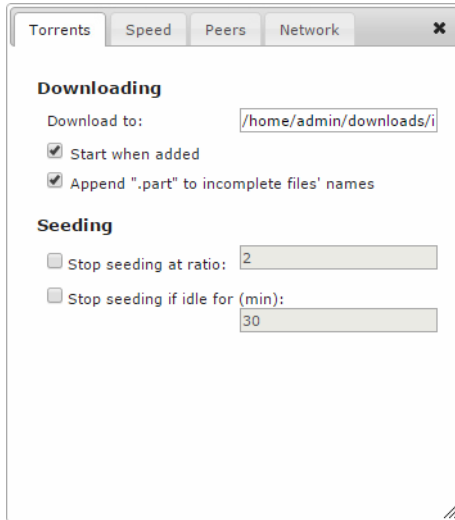 Torrents Speed Peers Network
Downloading
Download to: /home/admin/downloads/i
Start when added
Append ".part" to incomplete files' names
Seeding
Stop seeding at ratio: 2
Stop seeding if idle for (min):
30